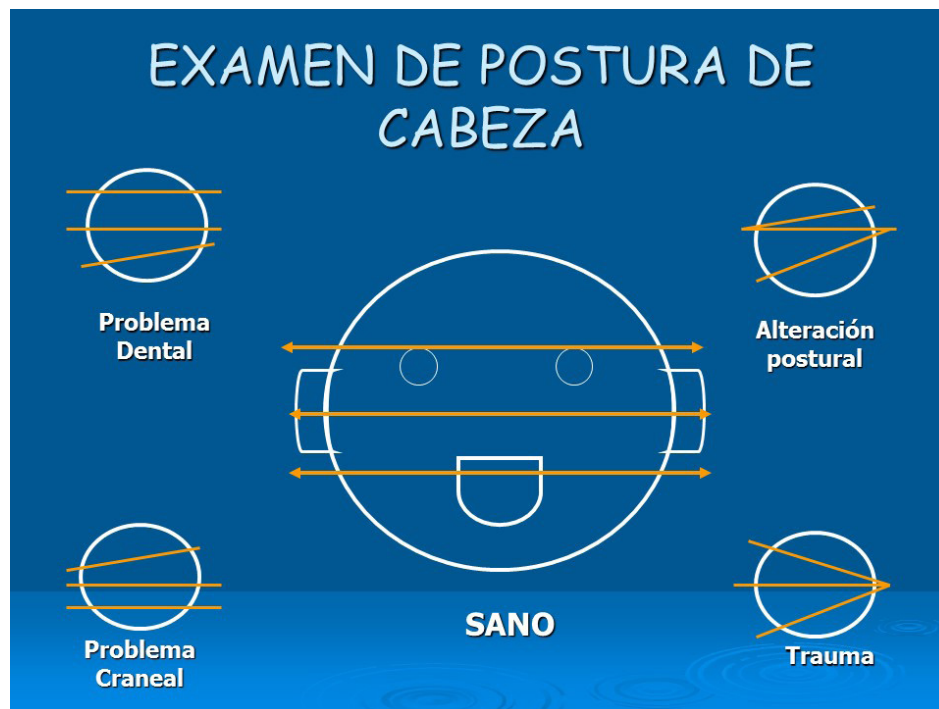 EXAMEN DE POSTURA DE
CABEZA
Problema
Dental
Alteración
postural
SANO
Problema
Craneal
Trauma